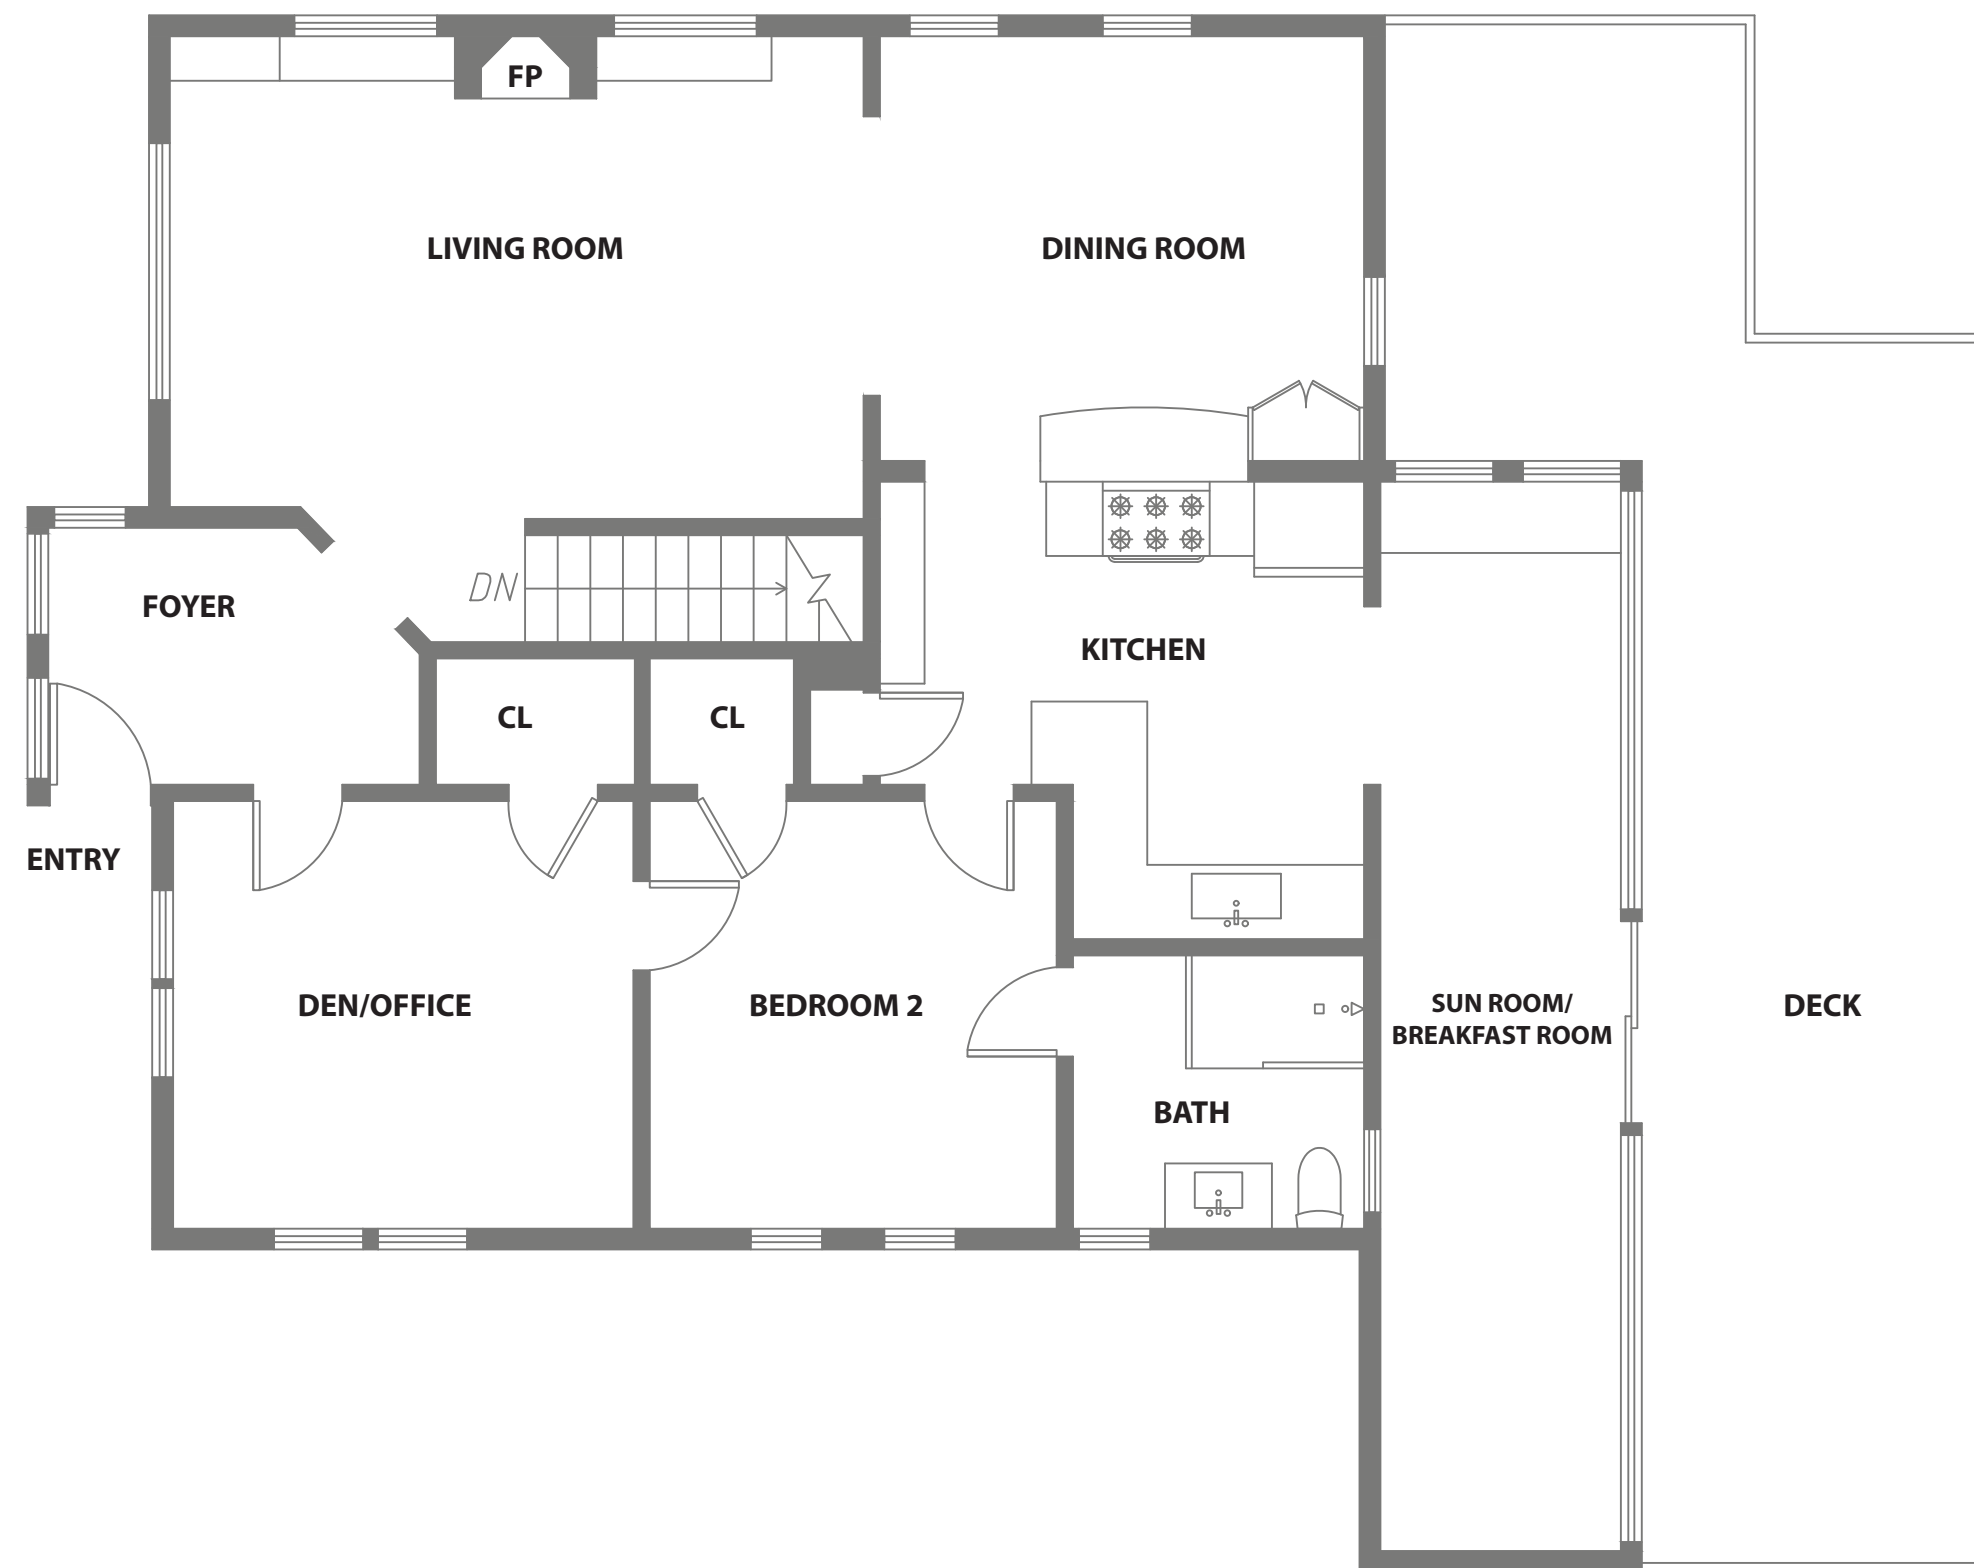 FP
LIVING ROOM
DINING ROOM
DN
FOYER
KITCHEN
CL
CL
ENTRY
DEN/OFFICE
BEDROOM 2
SUN ROOM/
BREAKFAST ROOM
DECK
BATH